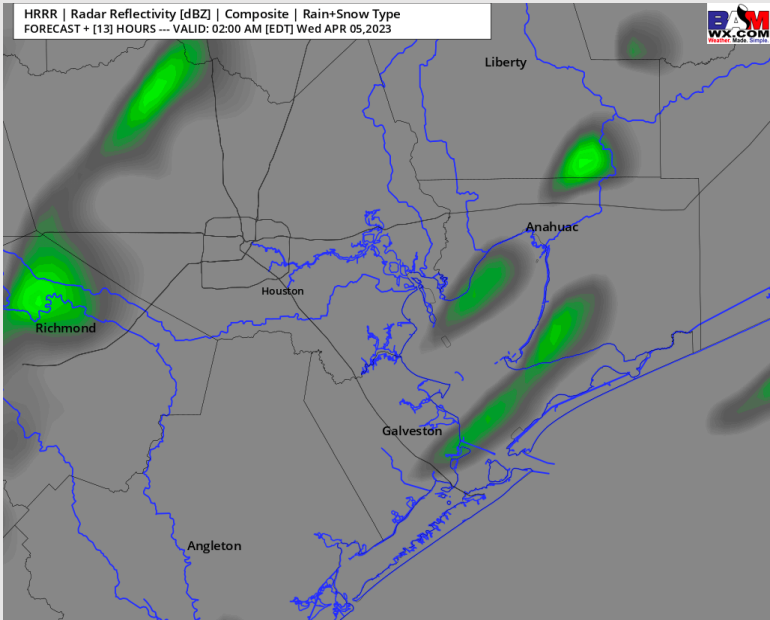 HRRR | Radar Reflectivity [dBZ] | Composite | Rain+Snow Type
FORECAST + [13] HOURS --- VALID: 02:00 AM [EDT] Wed APR 05,2023
BAM
WX.COM
Weather. Made. Simple.
Liberty
Anahuac
Houston
Richmond
Galveston
Angleton